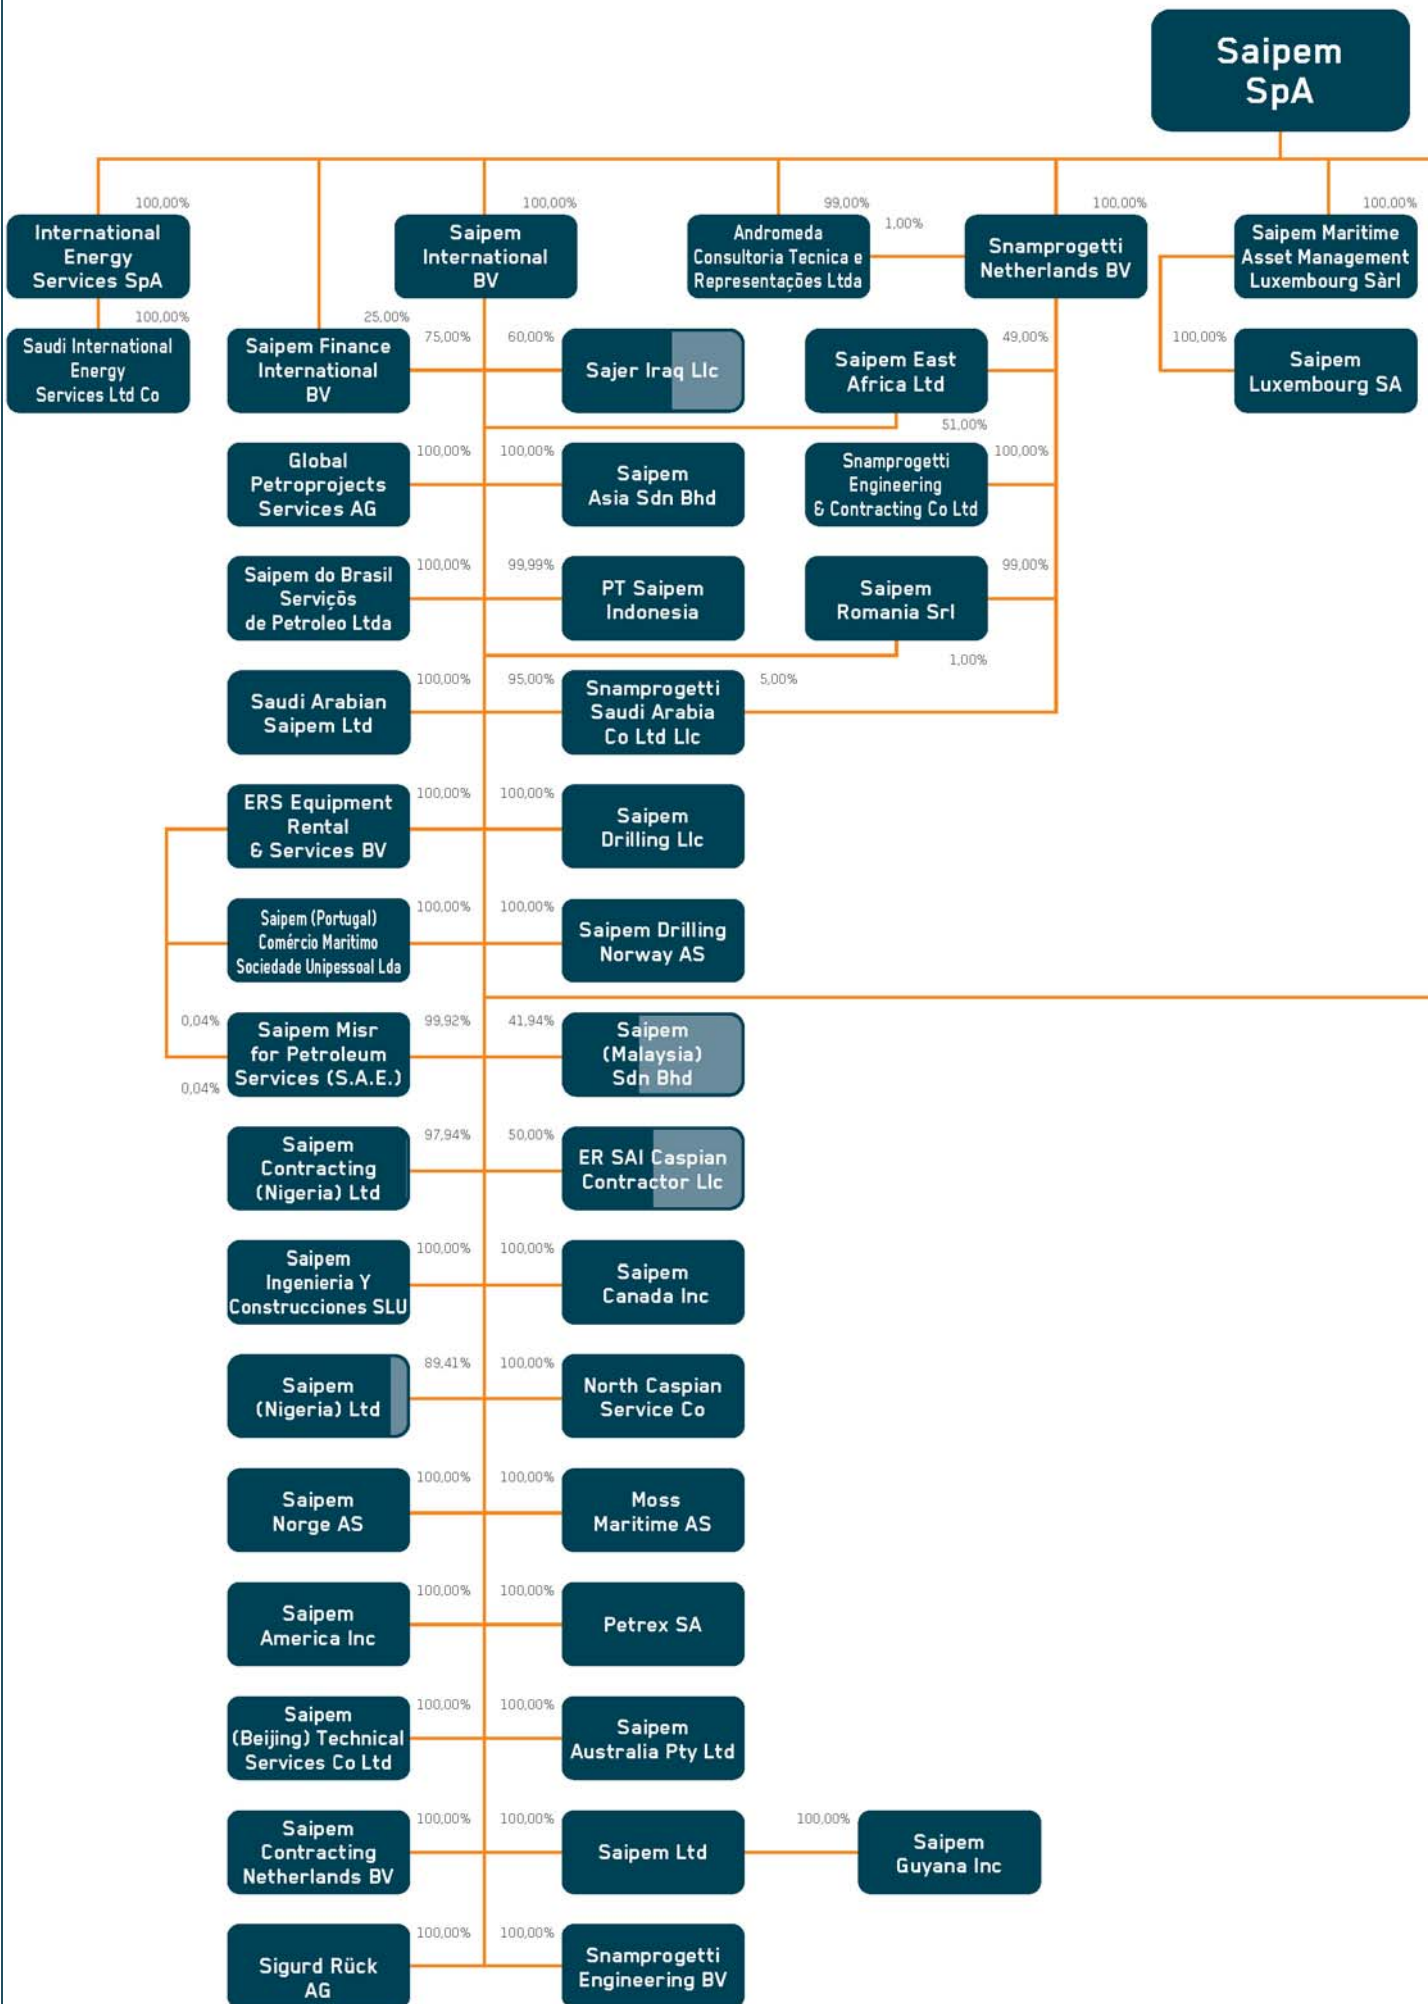 Saipem
SpA
100,00%
100,00%
99,00%
1,00%
100,00%
100,00%
International
Energy
Services SpA
Saipem
International
BV
Andromeda
Consultoria Tecnica e
Representações Ltda
Snamprogetti
Netherlands BV
Saipem Maritime
Asset Management
Luxembourg Sàrl
100,00%
25,00%
75,00%
60,00%
49,00%
100,00%
Saudi International
Energy
Services Ltd Co
Saipem Finance
International
BV
Sajer Iraq Llc
Saipem East
Africa Ltd
Saipem
Luxembourg SA
51,00%
100,00%
100,00%
100,00%
Global
Petroprojects
Services AG
Saipem
Asia Sdn Bhd
Snamprogetti
Engineering
& Contracting Co Ltd
100,00%
99,99%
99,00%
Saipem do Brasil
Serviçõs
de Petroleo Ltda
PT Saipem
Indonesia
Saipem
Romania Srl
1,00%
100,00%
95,00%
5,00%
Saudi Arabian
Saipem Ltd
Snamprogetti
Saudi Arabia
Co Ltd Llc
100,00%
100,00%
ERS Equipment
Rental
& Services BV
Saipem
Drilling Llc
100,00%
100,00%
Saipem (Portugal)
Comércio Marítimo
Sociedade Unipessoal Lda
Saipem Drilling
Norway AS
0,04%
99,92%
41,94%
Saipem Misr
for Petroleum
Services (S.A.E.)
Saipem
(Malaysia)
Sdn Bhd
0,04%
97,94%
50,00%
Saipem
Contracting
(Nigeria) Ltd
ER SAI Caspian
Contractor Llc
100,00%
100,00%
Saipem
Ingenieria Y
Construcciones SLU
Saipem
Canada Inc
89,41%
100,00%
Saipem
(Nigeria) Ltd
North Caspian
Service Co
100,00%
100,00%
Saipem
Norge AS
Moss
Maritime AS
100,00%
100,00%
Saipem
America Inc
Petrex SA
100,00%
100,00%
Saipem
(Beijing) Technical
Services Co Ltd
Saipem
Australia Pty Ltd
100,00%
100,00%
100,00%
Saipem
Contracting
Netherlands BV
Saipem Ltd
Saipem
Guyana Inc
100,00%
100,00%
Sigurd Rück
AG
Snamprogetti
Engineering BV